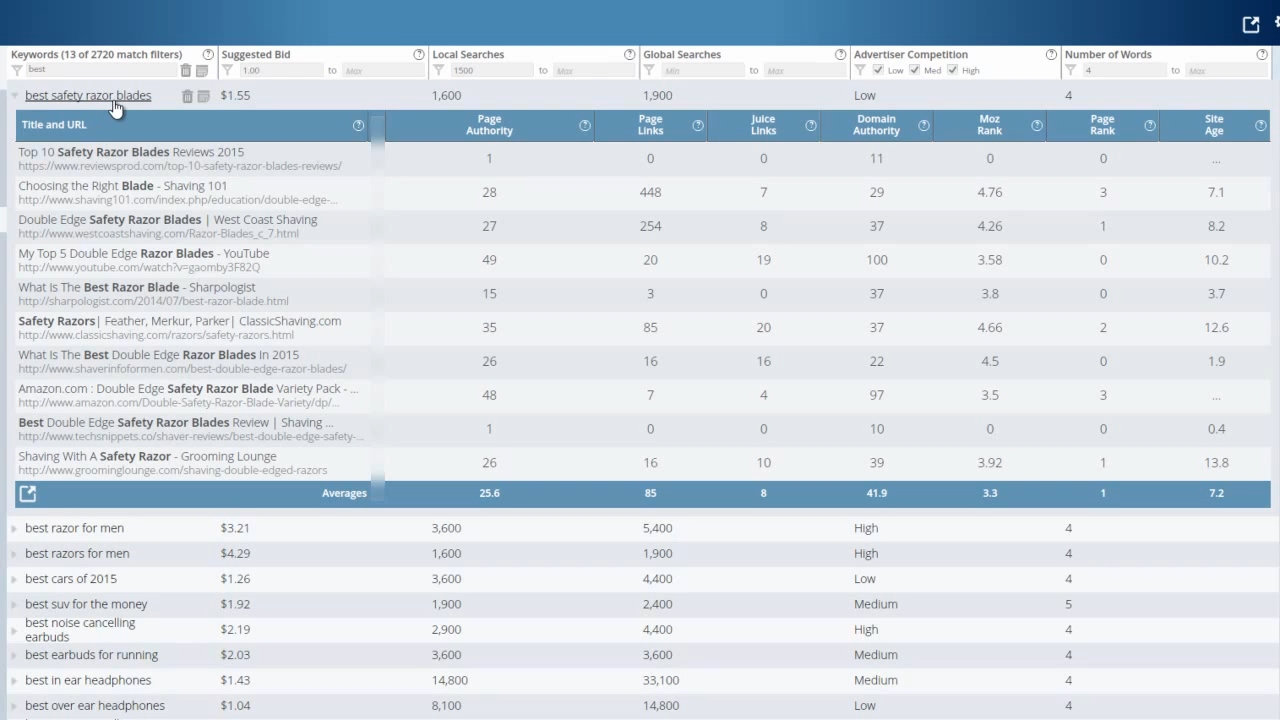 Keywords (13 of 2720 match filters) Suggested Bid Local Searches Global Searches Advertiser Competition Number of Words
best 1.00 to Max 1500 to Max Min to Max Low Med High 4 to Max
best safety razor blades $1.55 1,600 1,900 Low 4
Title and URL Page Authority Page Links Juice Links Domain Authority Moz Rank Page Rank Site Age
Top 10 Safety Razor Blades Reviews 2015 1 0 0 11 0 0 ...
https://www.reviewsprod.com/top-10-safety-razor-blades-reviews/
Choosing the Right Blade - Shaving 101 28 448 7 29 4.76 3 7.1
http://www.shaving101.com/index.php/education/double-edge-...
Double Edge Safety Razor Blades | West Coast Shaving 27 254 8 37 4.26 1 8.2
http://www.westcoastshaving.com/Razor-Blades_c_7.html
My Top 5 Double Edge Razor Blades - YouTube 49 20 19 100 3.58 0 10.2
http://www.youtube.com/watch?v=gaomby3F82Q
What Is The Best Razor Blade - Sharpologist 15 3 0 37 3.8 0 3.7
http://sharpologist.com/2014/07/best-razor-blade.html
Safety Razors| Feather, Merkur, Parker| ClassicShaving.com 35 85 20 37 4.66 2 12.6
http://www.classicshaving.com/razors/safety-razors.html
What Is The Best Double Edge Razor Blades In 2015 26 16 16 22 4.5 0 1.9
http://www.shaverinfoformen.com/best-double-edge-razor-blades/
Amazon.com : Double Edge Safety Razor Blade Variety Pack - ... 48 7 4 97 3.5 3 ...
http://www.amazon.com/Double-Safety-Razor-Blade-Variety/dp/...
Best Double Edge Safety Razor Blades Review | Shaving ... 1 0 0 10 0 0 0.4
http://www.techsnippets.co/shaver-reviews/best-double-edge-safety-...
Shaving With A Safety Razor - Grooming Lounge 26 16 10 39 3.92 1 13.8
http://www.groominglounge.com/shaving-double-edged-razors
Averages 25.6 85 8 41.9 3.3 1 7.2
best razor for men $3.21 3,600 5,400 High 4
best razors for men $4.29 1,600 1,900 High 4
best cars of 2015 $1.26 3,600 4,400 Low 4
best suv for the money $1.92 1,900 2,400 Medium 5
best noise cancelling earbuds $2.19 2,900 4,400 High 4
best earbuds for running $2.03 3,600 3,600 Medium 4
best in ear headphones $1.43 14,800 33,100 Medium 4
best over ear headphones $1.04 8,100 14,800 Low 4